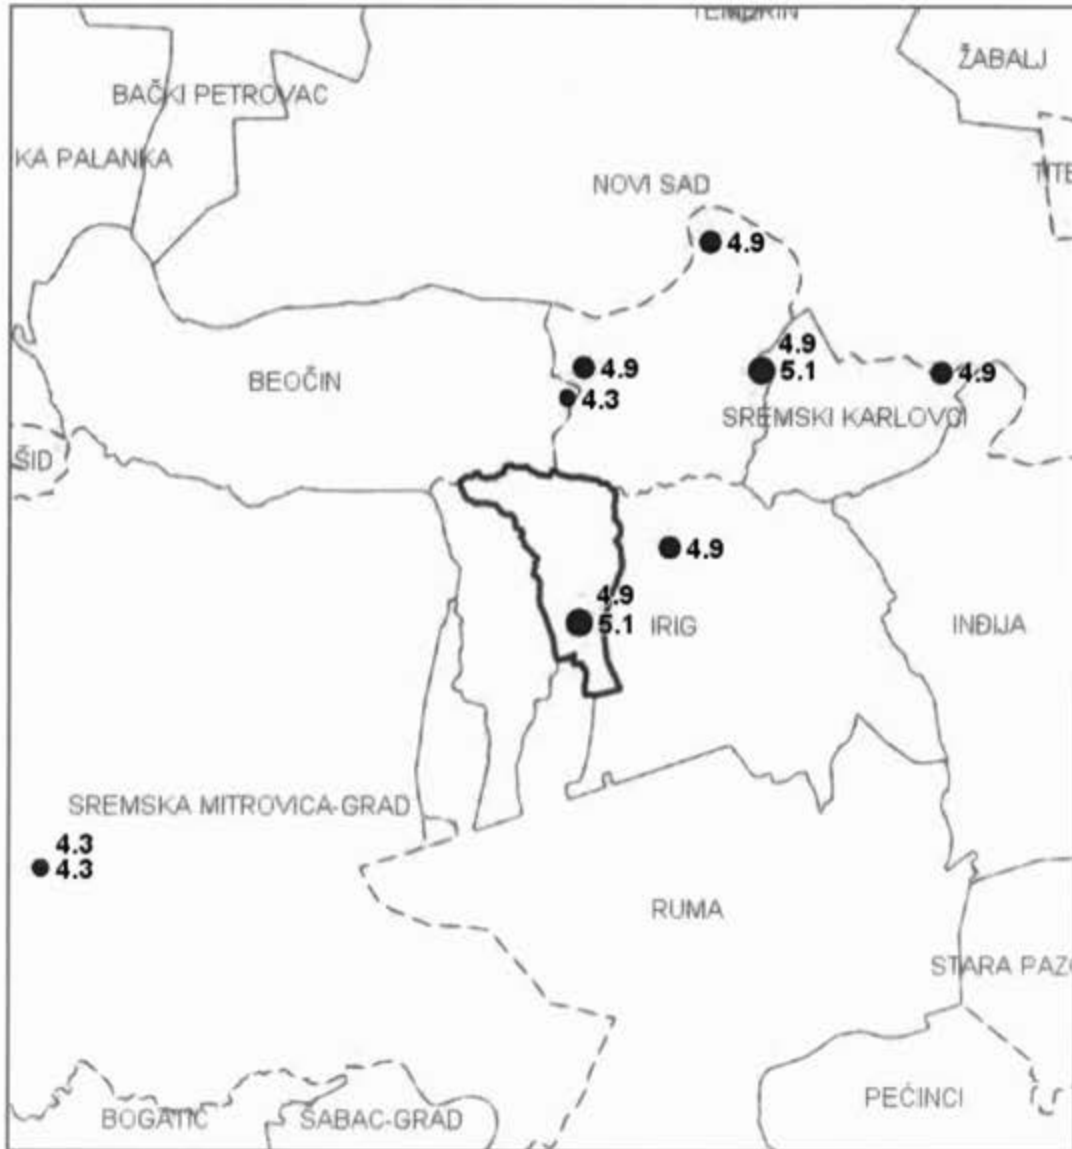 ŽABALJ
BAČKI PETROVAC
KA PALANKA
NOVI SAD
4.9
4.9
4.9
5.1
4.9
BEOČIN
4.3
SREMSKI KARLOVCI
ŠID
4.9
4.9
5.1
IRIG
INĐIJA
SREMSKA MITROVICA-GRAD
4.3
4.3
RUMA
STARA PAZO
PEĆINCI
BOGATIĆ
ŠABAC-GRAD